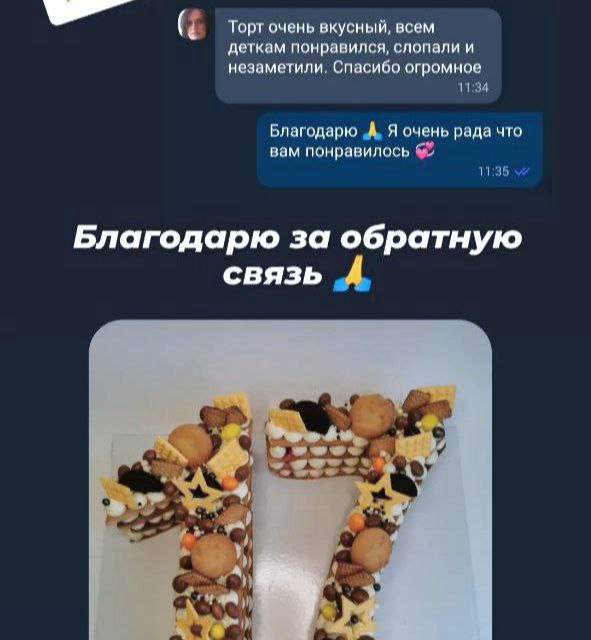 Торт очень вкусный, всем
деткам понравился, слопали и
незаметили. Спасибо огромное
11:34
Благодарю 🙏 Я очень рада что
вам понравилось 💞
11:35
Благодарю за обратную
связь 🙏